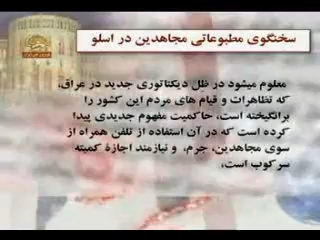 سخنگوی مطبوعاتی مجاهدین در اسلو
معلوم میشود در ظل دیکتاتوری جدید در عراق،
که تظاهرات و قیام های مردم این کشور را
برانگیخته است، حاکمیت مفهوم جدیدی پیدا
کرده است که در آن استفاده از تلفن همراه از
سوی مجاهدین، جرم، و نیازمند اجازهٔ کمیته
سرکوب است.